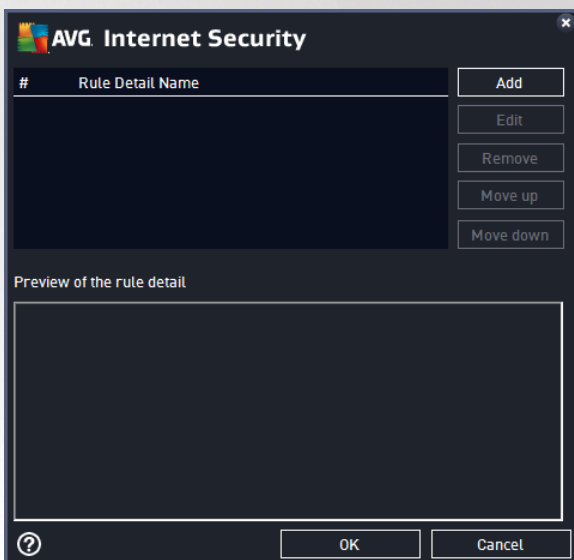 AVG. Internet Security
# Rule Detail Name
Add
Edit
Remove
Move up
Move down
Preview of the rule detail
?
OK
Cancel